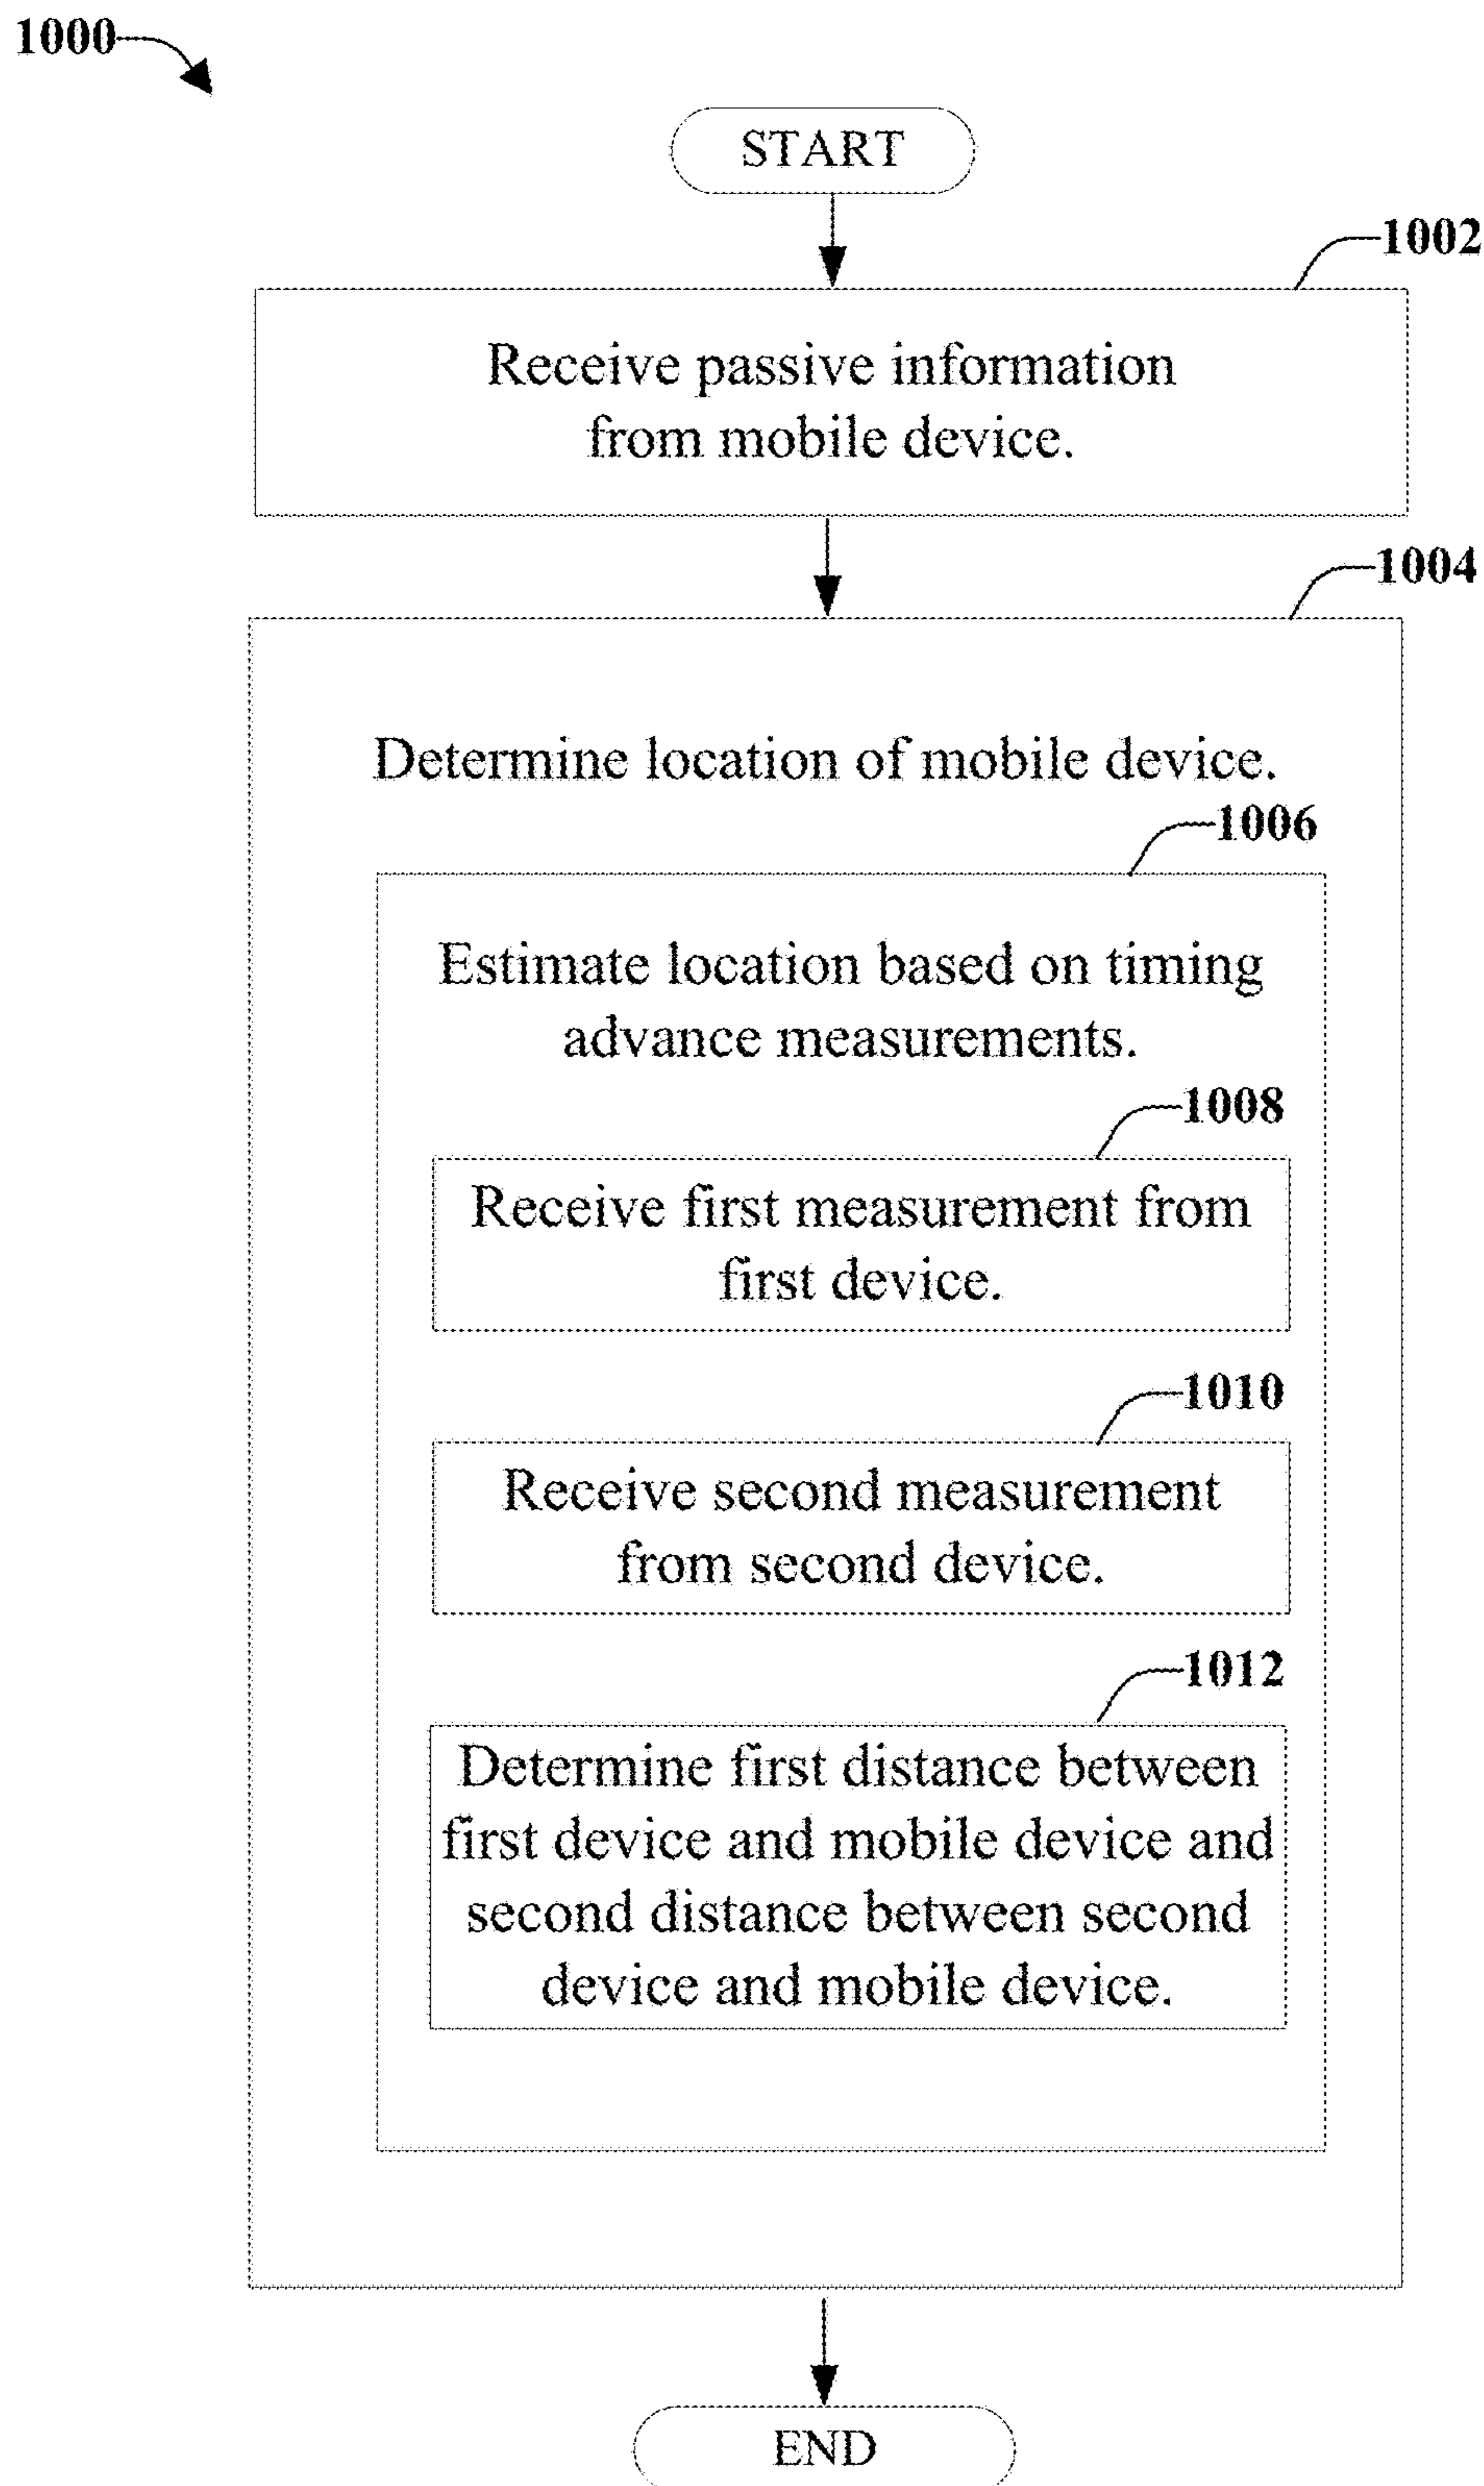 1000
START
1002
Receive passive information
from mobile device.
1004
Determine location of mobile device.
1006
Estimate location based on timing
advance measurements.
1008
Receive first measurement from
first device.
1010
Receive second measurement
from second device.
1012
Determine first distance between
first device and mobile device and
second distance between second
device and mobile device.
END